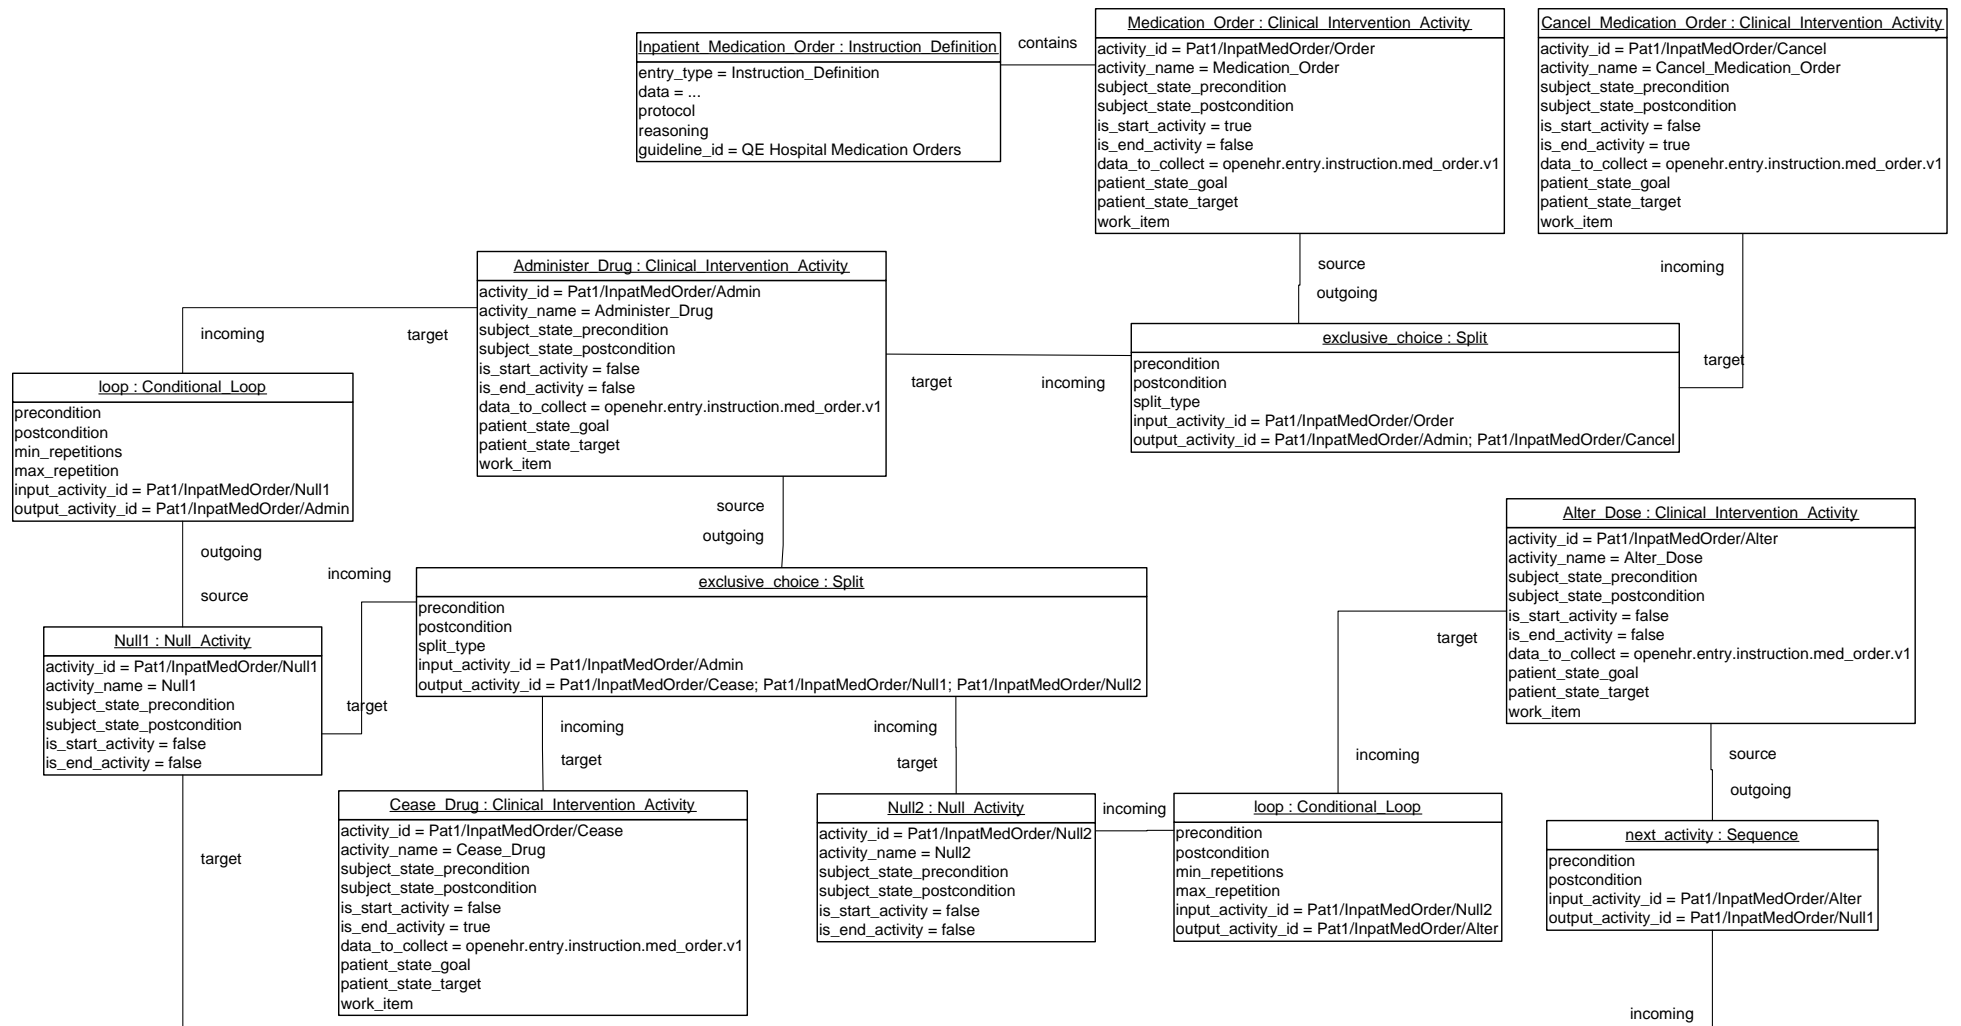 Inpatient_Medication_Order : Instruction_Definition
entry_type = Instruction_Definition
data = ...
protocol
reasoning
guideline_id = QE Hospital Medication Orders
contains
Medication_Order : Clinical_Intervention_Activity
activity_id = Pat1/InpatMedOrder/Order
activity_name = Medication_Order
subject_state_precondition
subject_state_postcondition
is_start_activity = true
is_end_activity = false
data_to_collect = openehr.entry.instruction.med_order.v1
patient_state_goal
patient_state_target
work_item
Cancel_Medication_Order : Clinical_Intervention_Activity
activity_id = Pat1/InpatMedOrder/Cancel
activity_name = Cancel_Medication_Order
subject_state_precondition
subject_state_postcondition
is_start_activity = false
is_end_activity = true
data_to_collect = openehr.entry.instruction.med_order.v1
patient_state_goal
patient_state_target
work_item
source
outgoing
incoming
target
Administer_Drug : Clinical_Intervention_Activity
activity_id = Pat1/InpatMedOrder/Admin
activity_name = Administer_Drug
subject_state_precondition
subject_state_postcondition
is_start_activity = false
is_end_activity = false
data_to_collect = openehr.entry.instruction.med_order.v1
patient_state_goal
patient_state_target
work_item
target
incoming
exclusive_choice : Split
precondition
postcondition
split_type
input_activity_id = Pat1/InpatMedOrder/Order
output_activity_id = Pat1/InpatMedOrder/Admin; Pat1/InpatMedOrder/Cancel
incoming
target
loop : Conditional_Loop
precondition
postcondition
min_repetitions
max_repetition
input_activity_id = Pat1/InpatMedOrder/Null1
output_activity_id = Pat1/InpatMedOrder/Admin
outgoing
source
source
outgoing
incoming
exclusive_choice : Split
precondition
postcondition
split_type
input_activity_id = Pat1/InpatMedOrder/Admin
output_activity_id = Pat1/InpatMedOrder/Cease; Pat1/InpatMedOrder/Null1; Pat1/InpatMedOrder/Null2
Null1 : Null_Activity
activity_id = Pat1/InpatMedOrder/Null1
activity_name = Null1
subject_state_precondition
subject_state_postcondition
is_start_activity = false
is_end_activity = false
target
Alter_Dose : Clinical_Intervention_Activity
activity_id = Pat1/InpatMedOrder/Alter
activity_name = Alter_Dose
subject_state_precondition
subject_state_postcondition
is_start_activity = false
is_end_activity = false
data_to_collect = openehr.entry.instruction.med_order.v1
patient_state_goal
patient_state_target
work_item
target
incoming
source
outgoing
incoming
target
incoming
target
target
Cease_Drug : Clinical_Intervention_Activity
activity_id = Pat1/InpatMedOrder/Cease
activity_name = Cease_Drug
subject_state_precondition
subject_state_postcondition
is_start_activity = false
is_end_activity = true
data_to_collect = openehr.entry.instruction.med_order.v1
patient_state_goal
patient_state_target
work_item
Null2 : Null_Activity
activity_id = Pat1/InpatMedOrder/Null2
activity_name = Null2
subject_state_precondition
subject_state_postcondition
is_start_activity = false
is_end_activity = false
incoming
loop : Conditional_Loop
precondition
postcondition
min_repetitions
max_repetition
input_activity_id = Pat1/InpatMedOrder/Null2
output_activity_id = Pat1/InpatMedOrder/Alter
next_activity : Sequence
precondition
postcondition
input_activity_id = Pat1/InpatMedOrder/Alter
output_activity_id = Pat1/InpatMedOrder/Null1
incoming